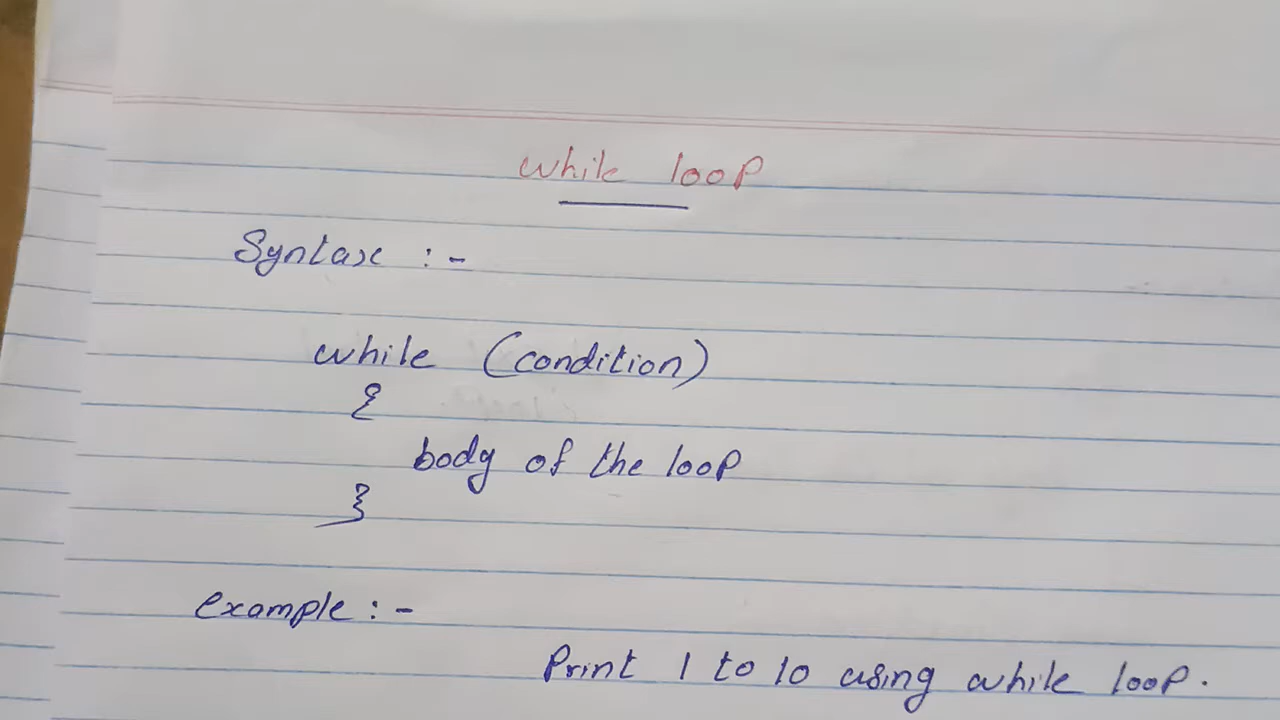 while loop
Syntax :-
while (condition)
{
body of the loop
}
example :-
Print 1 to 10 using while loop.